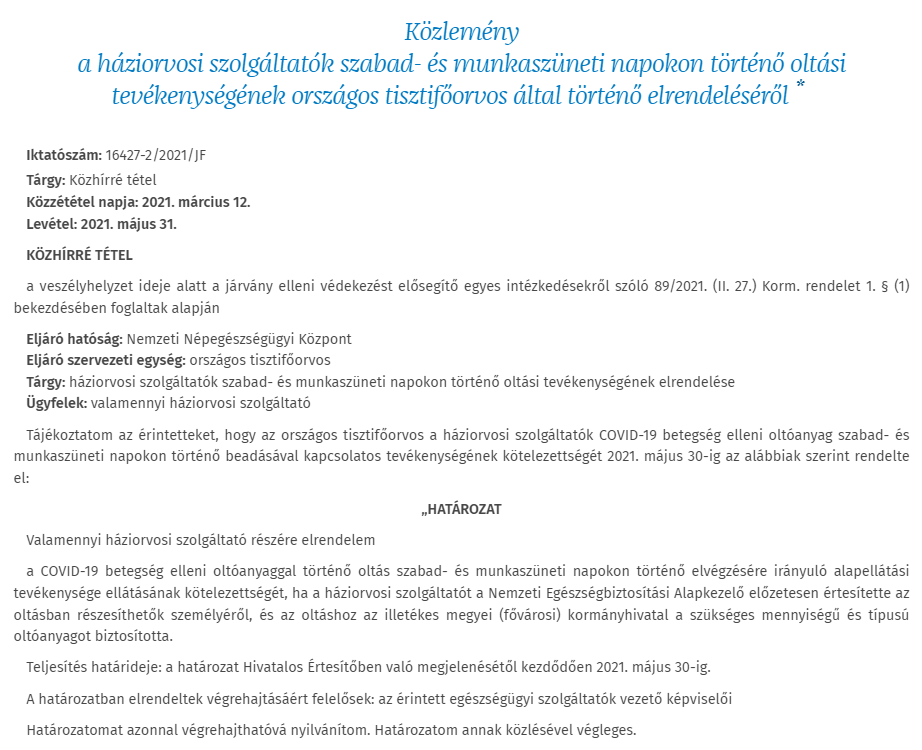 Közlemény
a háziorvosi szolgáltatók szabad- és munkaszüneti napokon történő oltási
tevékenységének országos tisztifőorvos által történő elrendeléséről *
Iktatószám: 16427-2/2021/JF
Tárgy: Közhírré tétel
Közzététel napja: 2021. március 12.
Levétel: 2021. május 31.
KÖZHÍRRÉ TÉTEL
a veszélyhelyzet ideje alatt a járvány elleni védekezést elősegítő egyes intézkedésekről szóló 89/2021. (II. 27.) Korm. rendelet 1. § (1)
bekezdésében foglaltak alapján
Eljáró hatóság: Nemzeti Népegészségügyi Központ
Eljáró szervezeti egység: országos tisztifőorvos
Tárgy: háziorvosi szolgáltatók szabad- és munkaszüneti napokon történő oltási tevékenységének elrendelése
Ügyfelek: valamennyi háziorvosi szolgáltató
Tájékoztatom az érintetteket, hogy az országos tisztifőorvos a háziorvosi szolgáltatók COVID-19 betegség elleni oltóanyag szabad- és
munkaszüneti napokon történő beadásával kapcsolatos tevékenységének kötelezettségét 2021. május 30-ig az alábbiak szerint rendelte
el:
„HATÁROZAT
Valamennyi háziorvosi szolgáltató részére elrendelem
a COVID-19 betegség elleni oltóanyaggal történő oltás szabad- és munkaszüneti napokon történő elvégzésére irányuló alapellátási
tevékenysége ellátásának kötelezettségét, ha a háziorvosi szolgáltatót a Nemzeti Egészségbiztosítási Alapkezelő előzetesen értesítette az
oltásban részesíthetők személyéről, és az oltáshoz az illetékes megyei (fővárosi) kormányhivatal a szükséges mennyiségű és típusú
oltóanyagot biztosította.
Teljesítés határideje: a határozat Hivatalos Értesítőben való megjelenésétől kezdődően 2021. május 30-ig.
A határozatban elrendeltek végrehajtásáért felelősek: az érintett egészségügyi szolgáltatók vezető képviselői
Határozatomat azonnal végrehajthatóvá nyilvánítom. Határozatom annak közlésével végleges.